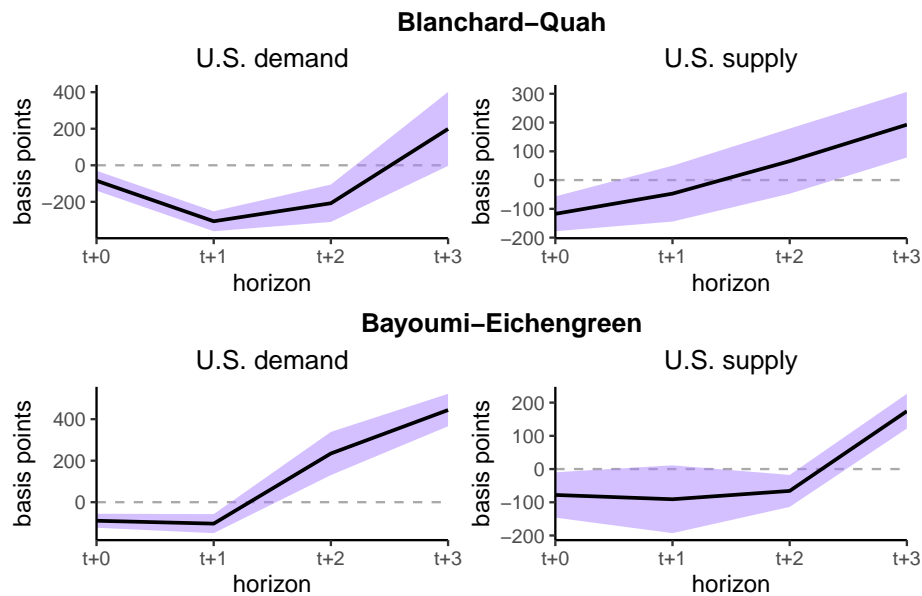 Blanchard−Quah
U.S. demand
U.S. supply
basis points
400
200
0
−200
t+0
t+1
t+2
t+3
horizon
basis points
300
200
100
0
−100
−200
t+0
t+1
t+2
t+3
horizon
Bayoumi−Eichengreen
U.S. demand
U.S. supply
basis points
400
200
0
t+0
t+1
t+2
t+3
horizon
basis points
200
100
0
−100
−200
t+0
t+1
t+2
t+3
horizon